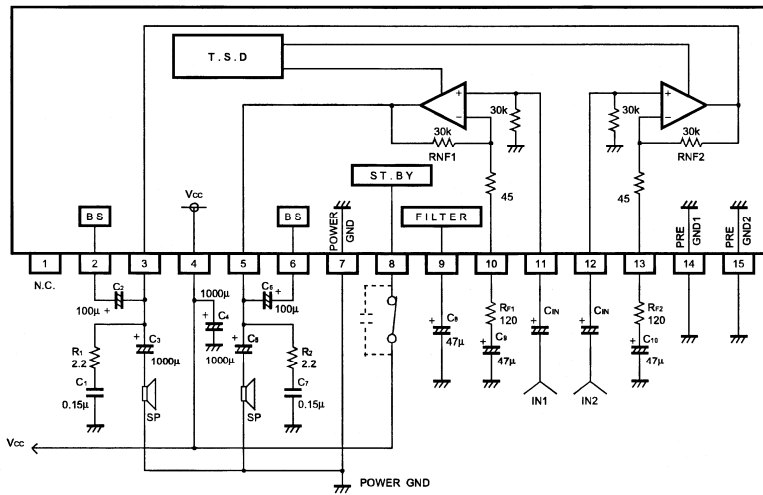 T.S.D
30k
30k
30k
RNF1
30k
RNF2
45
45
ST.BY
Vcc
BS
BS
POWER
GND
FILTER
PRE
GND1
PRE
GND2
1
2
3
4
5
6
7
8
9
10
11
12
13
14
15
N.C.
C2
100μ +
1000μ
+
C4
C5 +
100μ
+
C3
1000μ
+
C6
1000μ
R1
2.2
R2
2.2
C1
0.15μ
C7
0.15μ
SP
SP
+
C8
47μ
RF1
120
+
C9
47μ
+
CIN
+
CIN
RF2
120
+
C10
47μ
IN1
IN2
Vcc
POWER GND